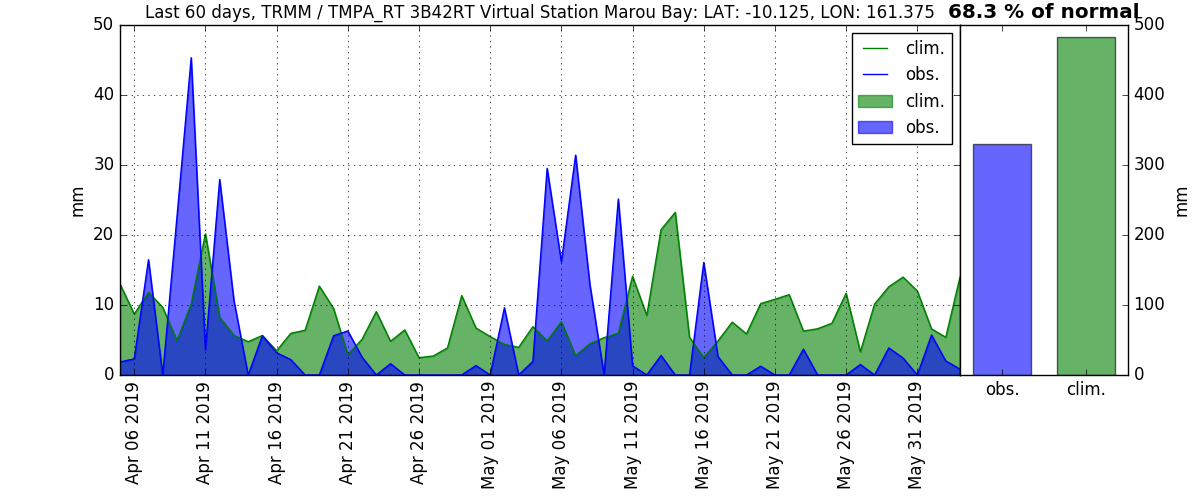 Last 60 days, TRMM / TMPA_RT 3B42RT Virtual Station Marou Bay: LAT: -10.125, LON: 161.375 68.3 % of normal
50
40
30
20
10
0
mm
clim.
obs.
clim.
obs.
500
400
300
200
100
0
mm
obs.
clim.
Apr 06 2019
Apr 11 2019
Apr 16 2019
Apr 21 2019
Apr 26 2019
May 01 2019
May 06 2019
May 11 2019
May 16 2019
May 21 2019
May 26 2019
May 31 2019